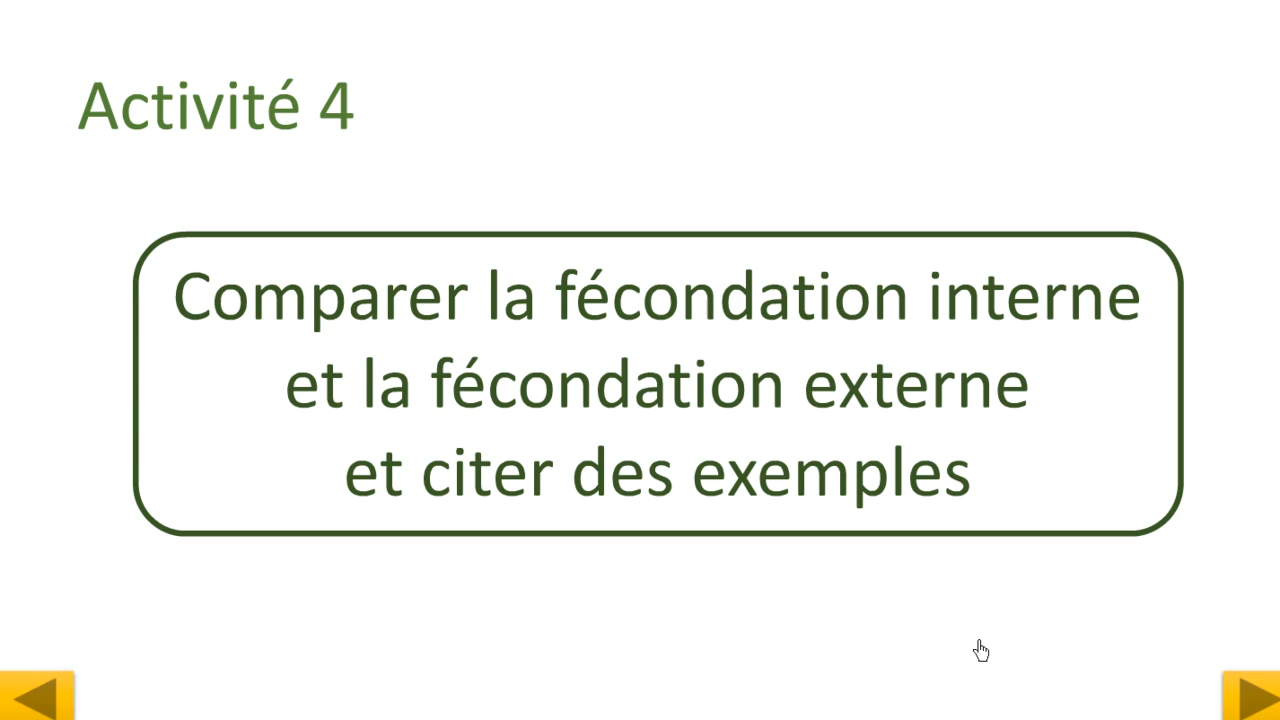 Activité 4
Comparer la fécondation interne
et la fécondation externe
et citer des exemples